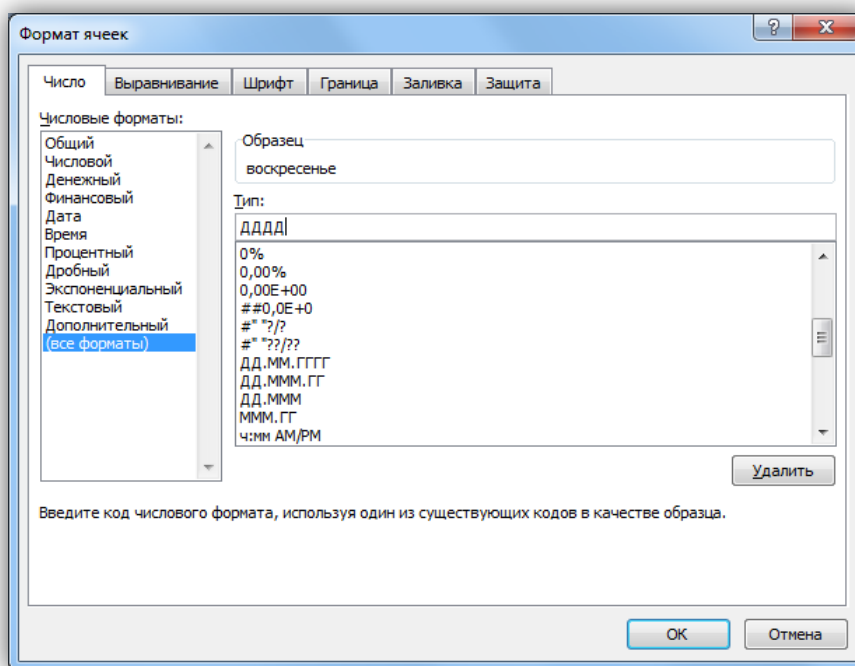 Формат ячеек
Число Выравнивание Шрифт Граница Заливка Защита
Числовые форматы:
Общий
Числовой
Денежный
Финансовый
Дата
Время
Процентный
Дробный
Экспоненциальный
Текстовый
Дополнительный
(все форматы)
Образец
воскресенье
Тип:
ДДДД
0%
0,00%
0,00E+00
##0,0E+0
#" "?/?
#" "??/??
ДД.ММ.ГГГГ
ДД.МММ.ГГ
ДД.МММ
МММ.ГГ
ч:мм AM/PM
Удалить
Введите код числового формата, используя один из существующих кодов в качестве образца.
ОК Отмена